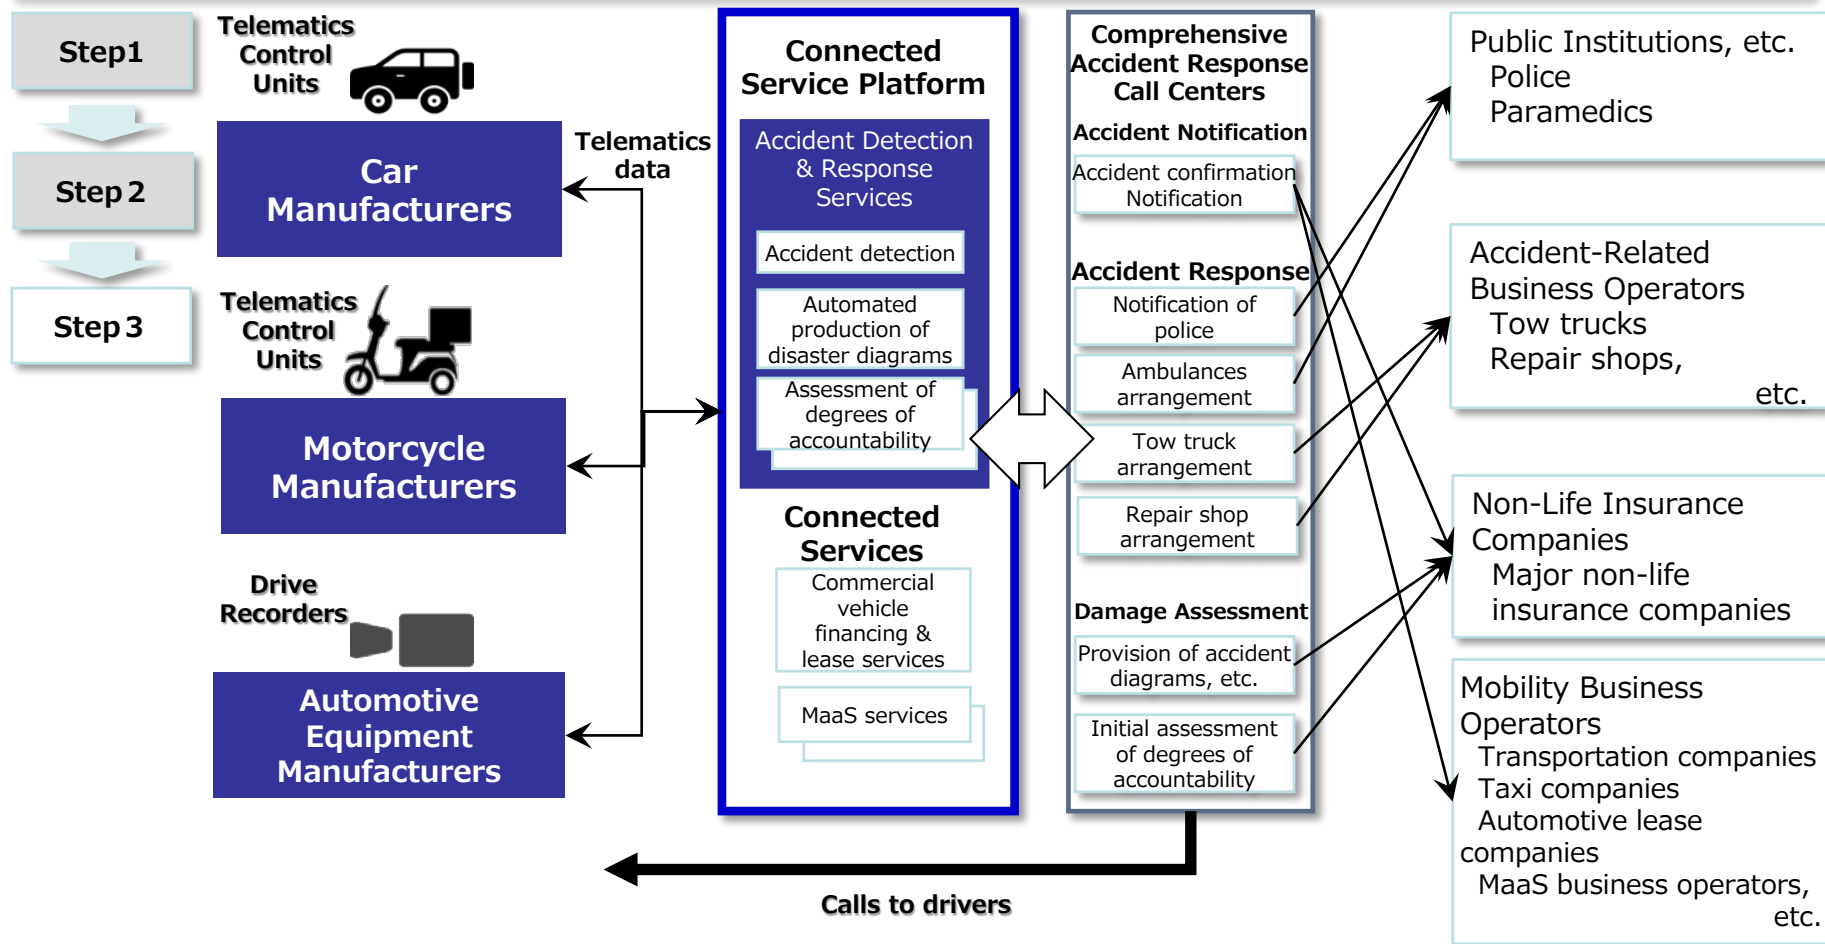 Step1
Step 2
Step 3
Telematics
Control
Units
Car
Manufacturers
Telematics
Control
Units
Motorcycle
Manufacturers
Drive
Recorders
Automotive
Equipment
Manufacturers
Telematics
data
Connected
Service Platform
Accident Detection
& Response
Services
Accident detection
Automated
production of
disaster diagrams
Assessment of
degrees of
accountability
Connected
Services
Commercial
vehicle
financing &
lease services
MaaS services
Comprehensive
Accident Response
Call Centers
Accident Notification
Accident confirmation
Notification
Accident Response
Notification of
police
Ambulances
arrangement
Tow truck
arrangement
Repair shop
arrangement
Damage Assessment
Provision of accident
diagrams, etc.
Initial assessment
of degrees of
accountability
Calls to drivers
Public Institutions, etc.
Police
Paramedics
Accident-Related
Business Operators
Tow trucks
Repair shops,
etc.
Non-Life Insurance
Companies
Major non-life
insurance companies
Mobility Business
Operators
Transportation companies
Taxi companies
Automotive lease
companies
MaaS business operators,
etc.